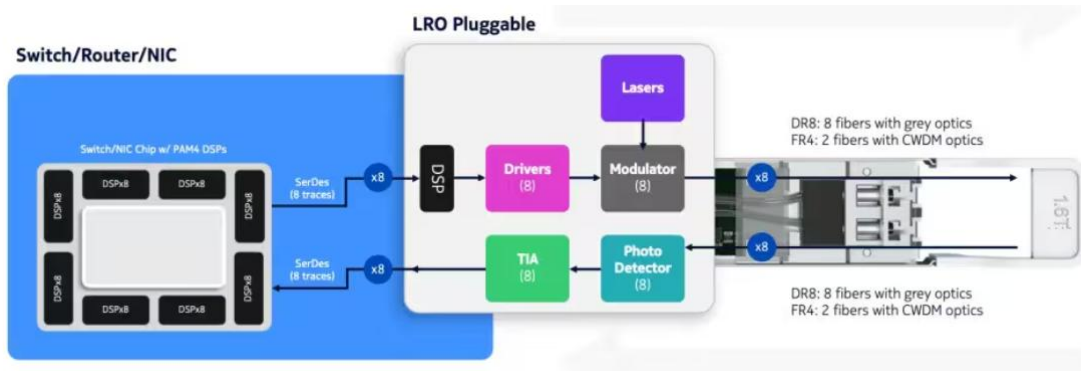 LRO Pluggable
Switch/Router/NIC
Lasers
DR8: 8 fibers with grey optics
FR4: 2 fibers with CWDM optics
Switch/NIC Chip w/ PAM4 DSPs
DSPx8
DSPx8
DSPx8
DSPx8
SerDes
(8 traces)
x8
DSP
Drivers
(8)
Modulator
(8)
x8
1.6T
SerDes
(8 traces)
x8
TIA
(8)
Photo
Detector
(8)
x8
DSPx8
DSPx8
DSPx8
DSPx8
DR8: 8 fibers with grey optics
FR4: 2 fibers with CWDM optics